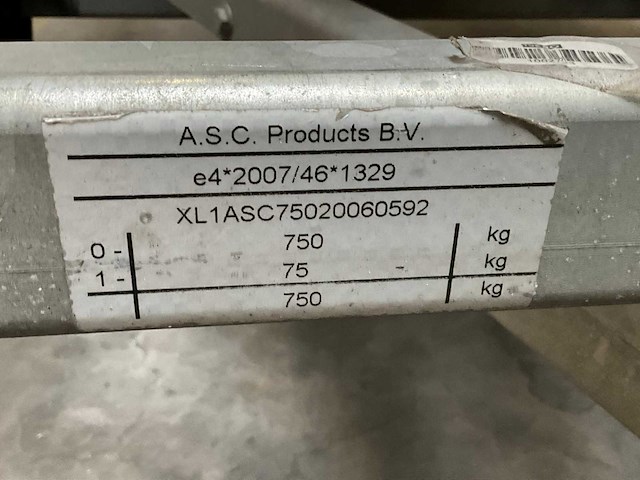 A.S.C. Products B.V.
e4*2007/46*1329
XL1ASC75020060592
0 - 750 kg
1 - 75 - kg
750 kg